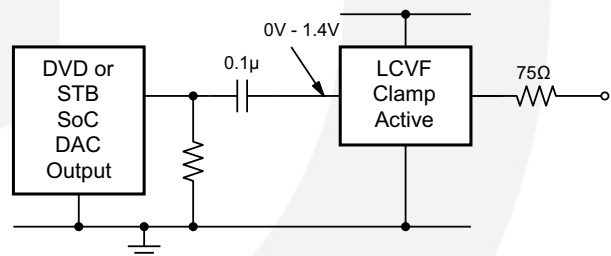 0V - 1.4V
0.1µ
DVD or
STB
SoC
DAC
Output
LCVF
Clamp
Active
75Ω